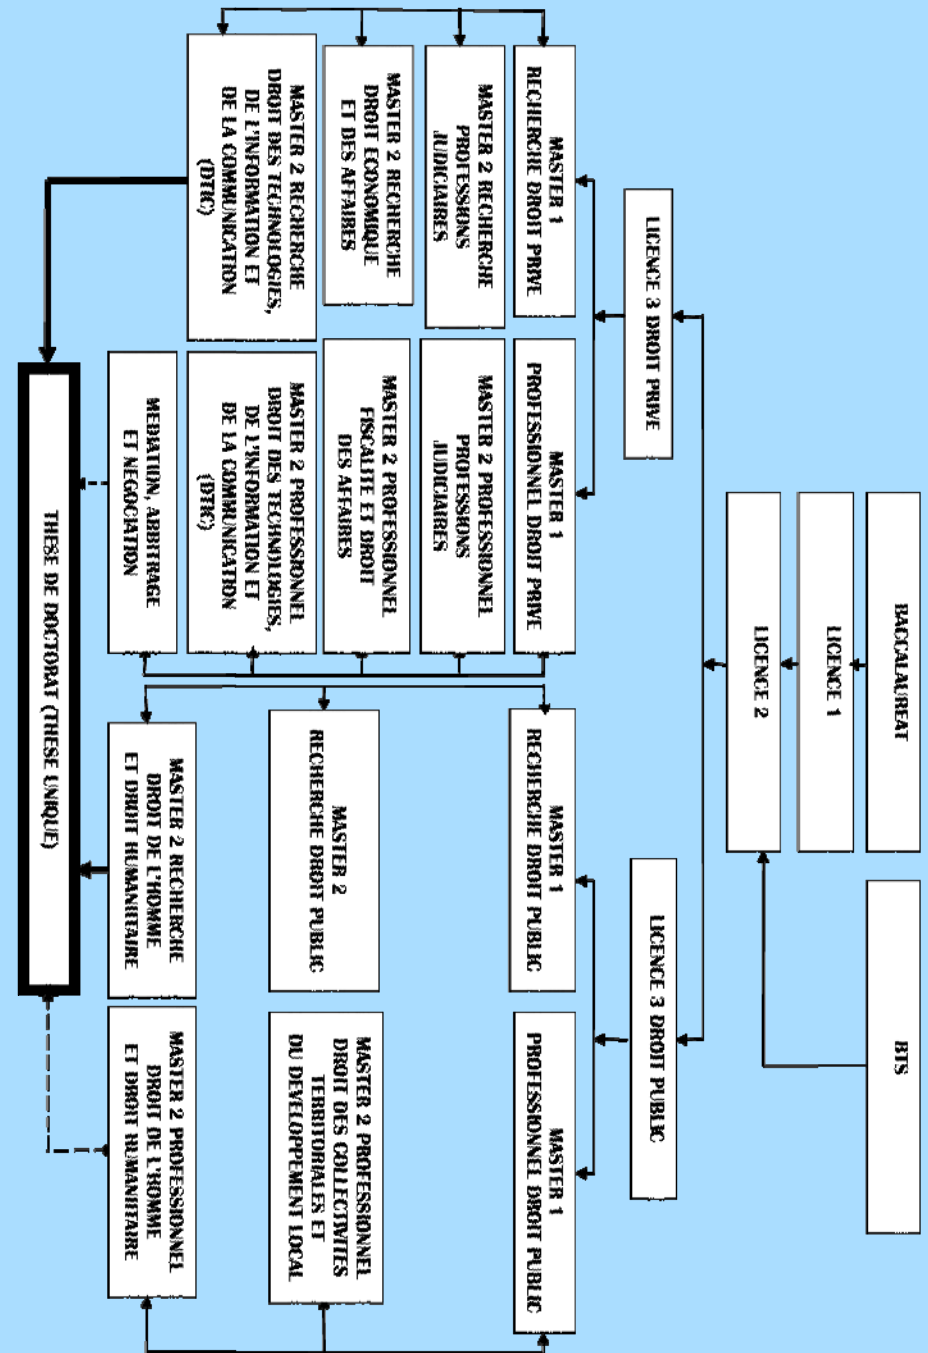 BACCALAUREAT
BTS
LICENCE 1
LICENCE 2
LICENCE 3 DROIT PRIVE
LICENCE 3 DROIT PUBLIC
MASTER 1
RECHERCHE DROIT PRIVE
MASTER 1
PROFESSIONNEL DROIT PRIVE
MASTER 1
RECHERCHE DROIT PUBLIC
MASTER 1
PROFESSIONNEL DROIT PUBLIC
MASTER 2 RECHERCHE
PROFESSIONS
JUDICIAIRES
MASTER 2 PROFESSIONNEL
PROFESSIONS
JUDICIAIRES
MASTER 2 RECHERCHE
DROIT ECONOMIQUE
ET DES AFFAIRES
MASTER 2 PROFESSIONNEL
FISCALITE ET DROIT
DES AFFAIRES
MASTER 2
RECHERCHE DROIT PUBLIC
MASTER 2 PROFESSIONNEL
DROIT DES COLLECTIVITES
TERRITORIALES ET
DU DEVELOPPEMENT LOCAL
MASTER 2 RECHERCHE
DROIT DES TECHNOLOGIES,
DE L'INFORMATION ET
DE LA COMMUNICATION
(DTIC)
MASTER 2 PROFESSIONNEL
DROIT DES TECHNOLOGIES,
DE L'INFORMATION ET
DE LA COMMUNICATION
(DTIC)
MEDIATION, ARBITRAGE
ET NEGOCIATION
MASTER 2 RECHERCHE
DROIT DE L'HOMME
ET DROIT HUMANITAIRE
MASTER 2 PROFESSIONNEL
DROIT DE L'HOMME
ET DROIT HUMANITAIRE
THESE DE DOCTORAT (THESE UNIQUE)